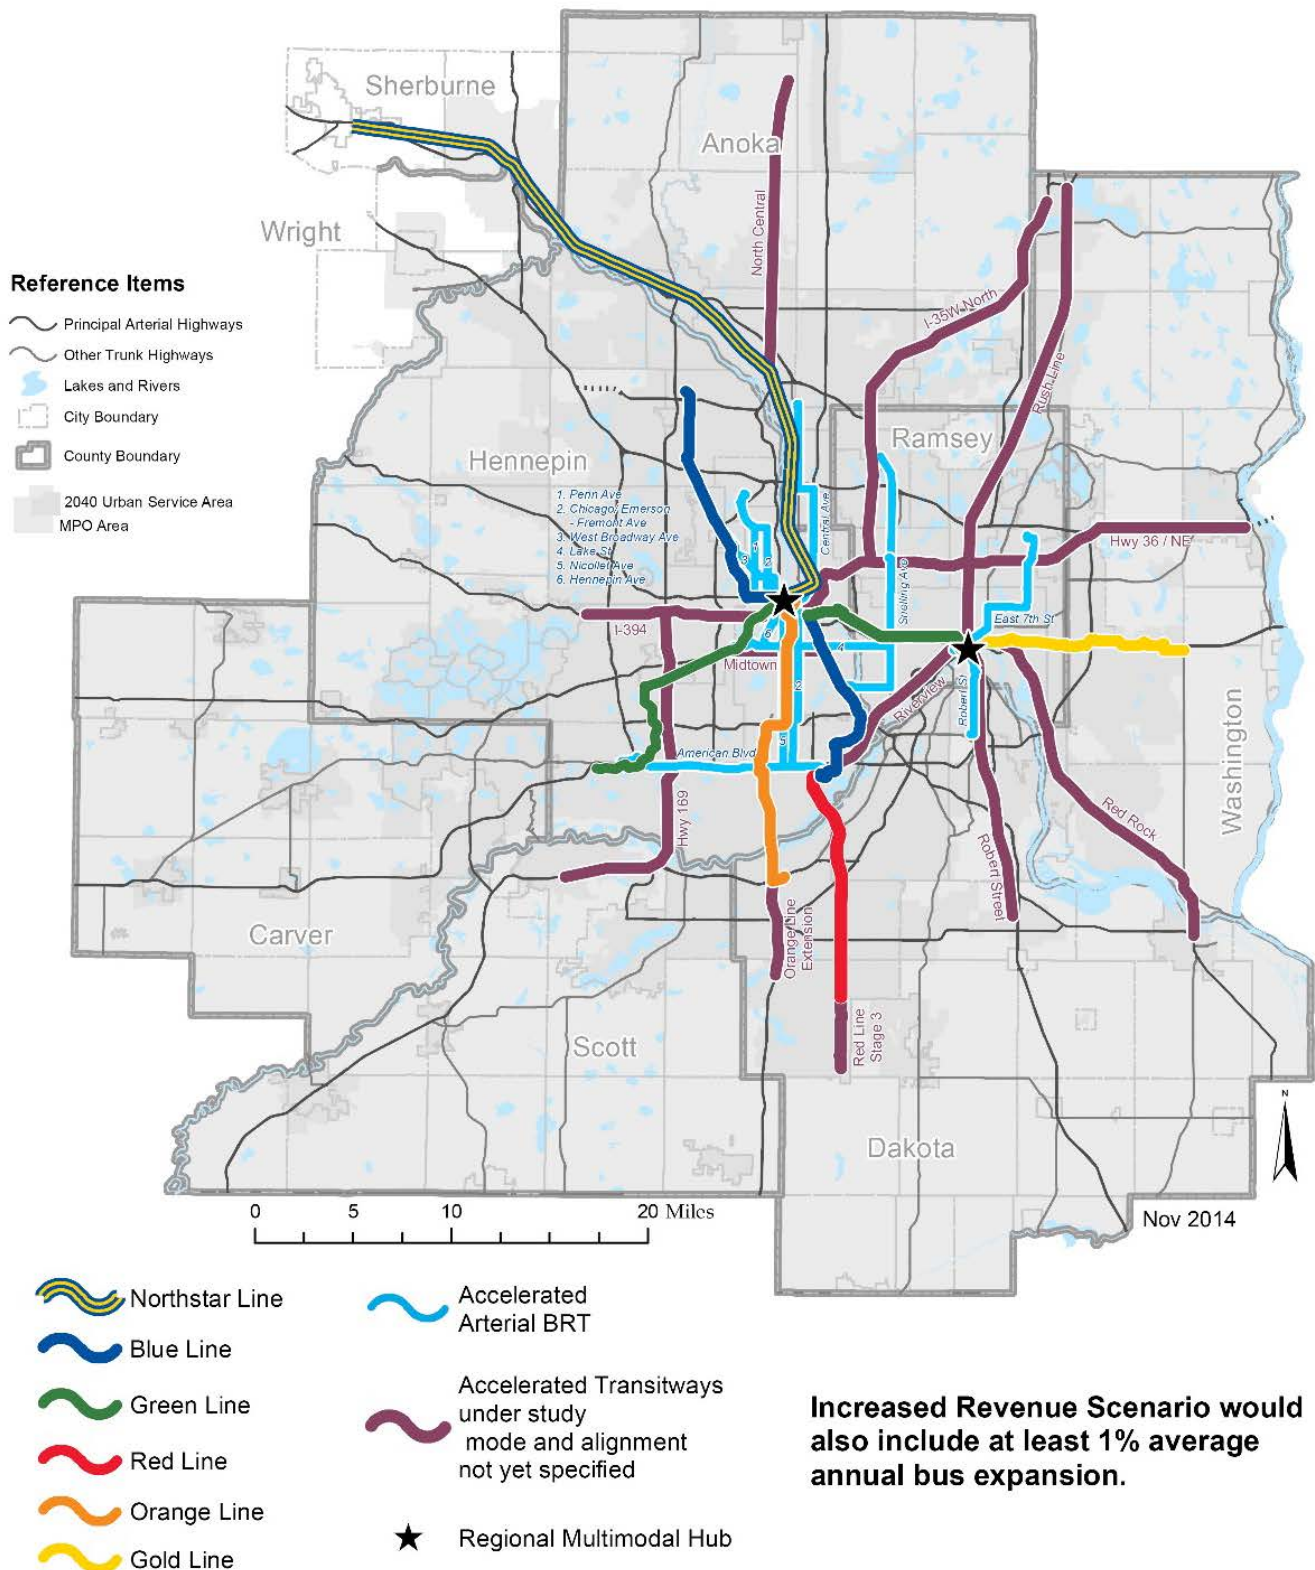 Sherburne
Anoka
Wright
North Central
Reference Items
Principal Arterial Highways
Other Trunk Highways
Lakes and Rivers
City Boundary
County Boundary
2040 Urban Service Area
MPO Area
I-35W North
Rush Line
Ramsey
Hennepin
1. Penn Ave
2. Chicago/ Emerson
- Fremont Ave
3. West Broadway Ave
4. Lake St
5. Nicollet Ave
6. Hennepin Ave
Central Ave
Hwy 36 / NE
1
3
2
Snelling Ave
East 7th St
I-394
6
4
Midtown
2
Riverview
Robert St
5
American Blvd
Washington
Hwy 169
Red Rock
Robert Street
Carver
Orange Line
Extension
Scott
Red Line
Stage 3
Dakota
N
Nov 2014
0 5 10 20 Miles
Northstar Line
Blue Line
Green Line
Red Line
Orange Line
Gold Line
Accelerated
Arterial BRT
Accelerated Transitways
under study
mode and alignment
not yet specified
Regional Multimodal Hub
Increased Revenue Scenario would
also include at least 1% average
annual bus expansion.